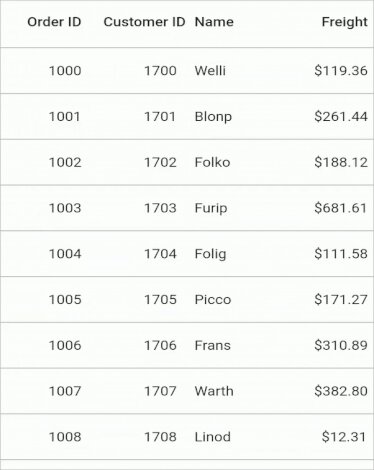 Order ID Customer ID Name Freight
1000 1700 Welli $119.36
1001 1701 Blonp $261.44
1002 1702 Folko $188.12
1003 1703 Furip $681.61
1004 1704 Folig $111.58
1005 1705 Picco $171.27
1006 1706 Frans $310.89
1007 1707 Warth $382.80
1008 1708 Linod $12.31